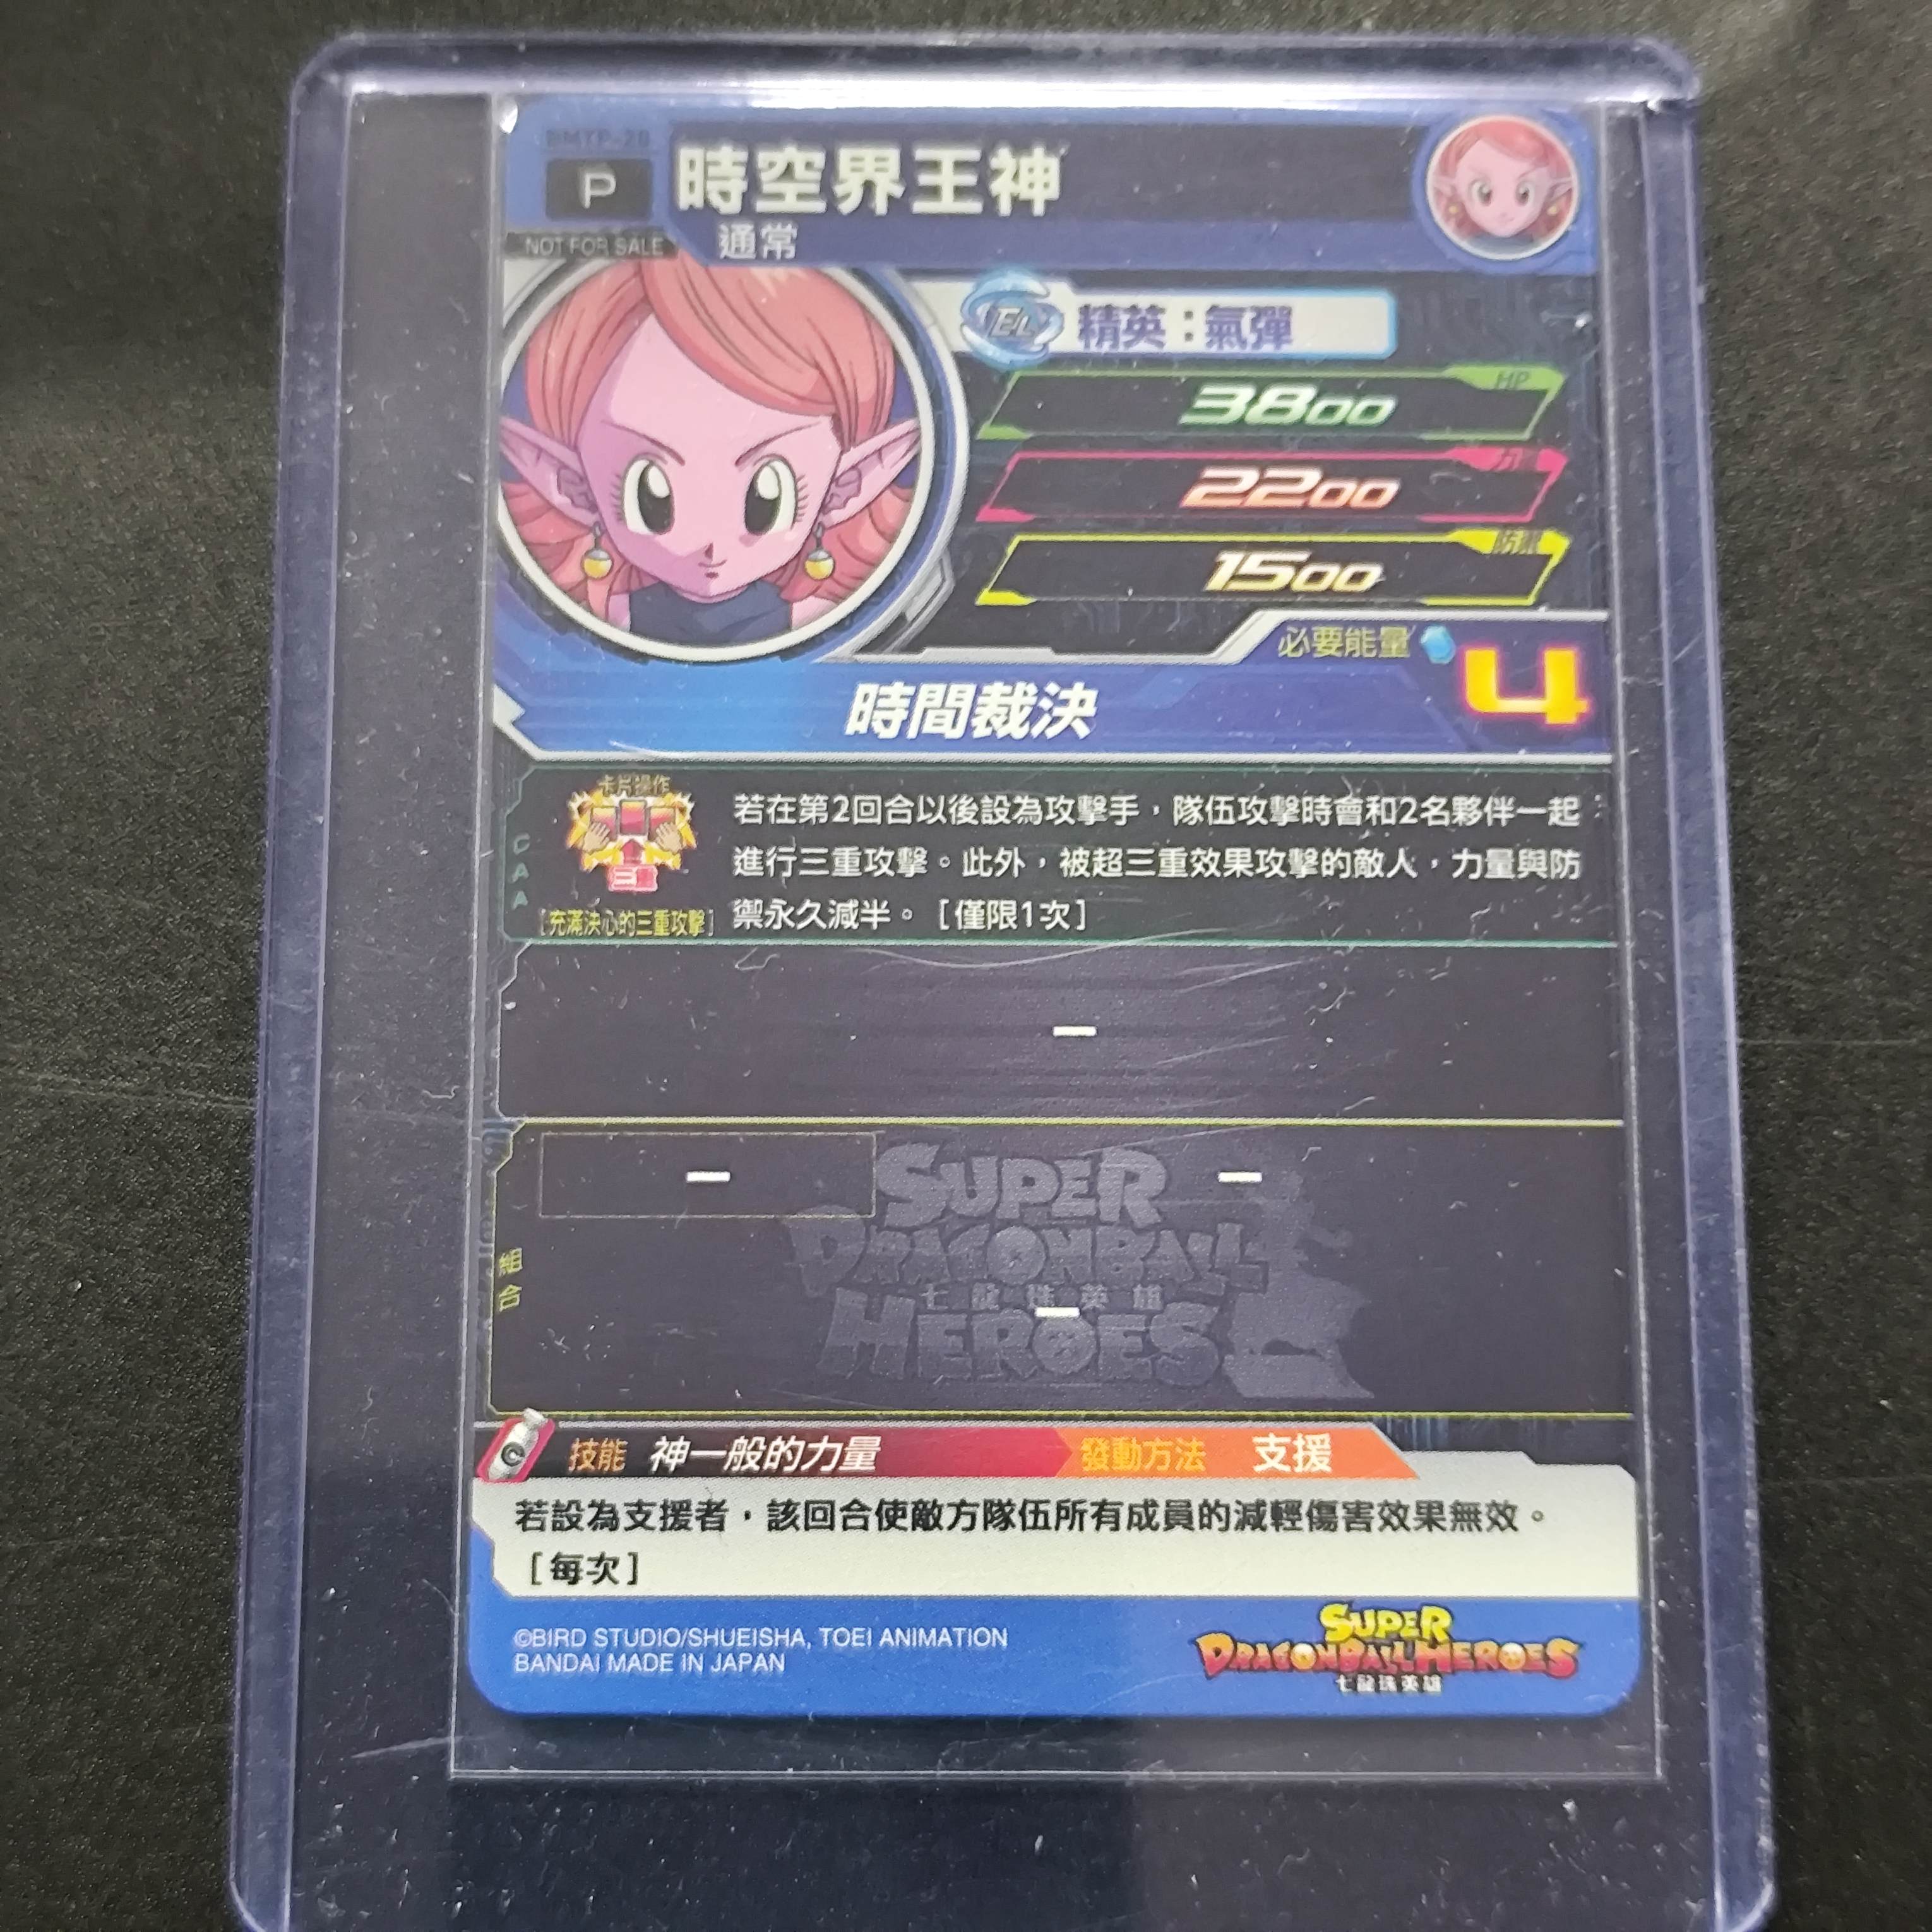 BMTP-20
P
時空界王神
NOT FOR SALE
通常
EL 精英：氣彈
HP
3800
力量
2200
防禦
1500
必要能量 4
時間裁決
CAA
卡片操作
三重
[充滿決心的三重攻擊]
若在第2回合以後設為攻擊手，隊伍攻擊時會和2名夥伴一起
進行三重攻擊。此外，被超三重效果攻擊的敵人，力量與防
禦永久減半。[僅限1次]
－
組合
－ －
－
SUPER
DRAGONBALL
七龍珠英雄
HEROES
技能 神一般的力量 發動方法 支援
若設為支援者，該回合使敵方隊伍所有成員的減輕傷害效果無效。
[每次]
©BIRD STUDIO/SHUEISHA, TOEI ANIMATION
BANDAI MADE IN JAPAN
SUPER
DRAGONBALL HEROES
七龍珠英雄